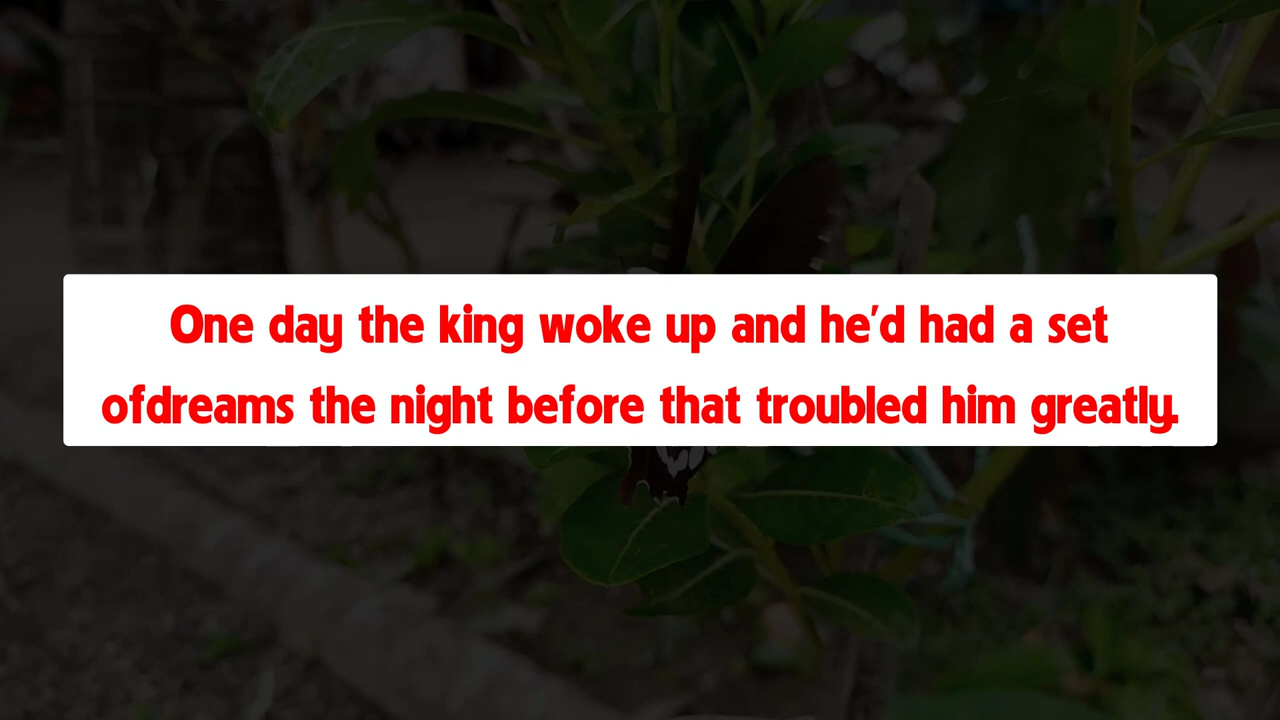 One day the king woke up and he'd had a set
ofdreams the night before that troubled him greatly.